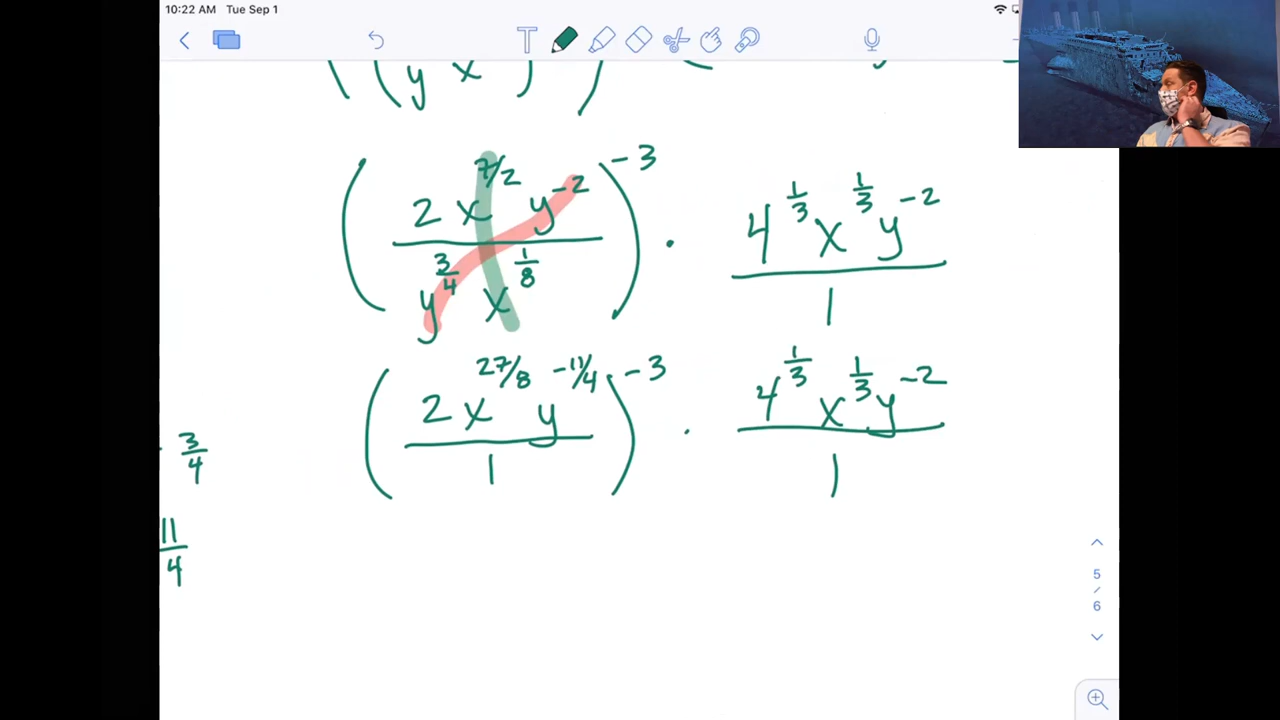 10:22 AM Tue Sep 1
T
y x
( 2 x^{7/2} y^{-2} / y^{3/4} x^{1/8} )^{-3} · 4^{1/3} x^{1/3} y^{-2} / 1
( 2 x^{27/8} y^{-11/4} / 1 )^{-3} · 4^{1/3} x^{1/3} y^{-2} / 1
3/4
11/4
5 / 6